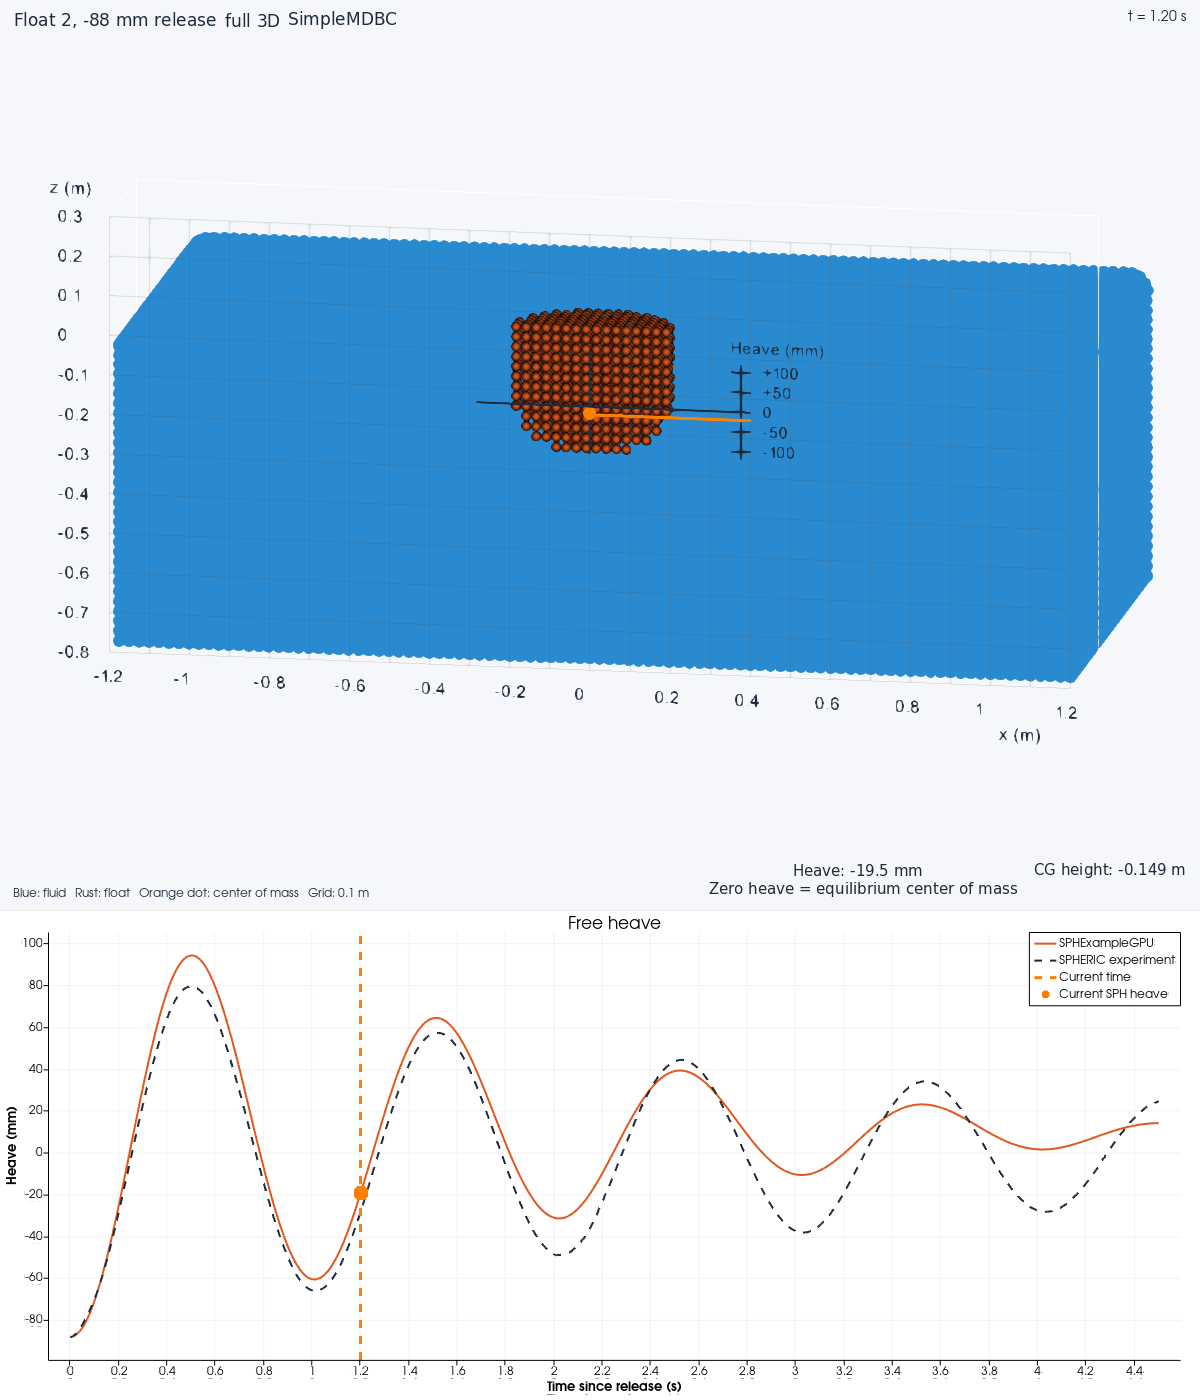 Float 2, -88 mm release full 3D SimpleMDBC
t = 1.20 s
z (m)
0.3
0.2
0.1
0
-0.1
-0.2
-0.3
-0.4
-0.5
-0.6
-0.7
-0.8
Heave (mm)
+100
+50
0
-50
-100
-1.2 -1 -0.8 -0.6 -0.4 -0.2 0 0.2 0.4 0.6 0.8 1 1.2
x (m)
Heave: -19.5 mm CG height: -0.149 m
Zero heave = equilibrium center of mass
Blue: fluid Rust: float Orange dot: center of mass Grid: 0.1 m
Free heave
SPHExampleGPU
SPHERIC experiment
Current time
Current SPH heave
Heave (mm)
100
80
60
40
20
0
-20
-40
-60
-80
0 0.2 0.4 0.6 0.8 1 1.2 1.4 1.6 1.8 2 2.2 2.4 2.6 2.8 3 3.2 3.4 3.6 3.8 4 4.2 4.4
Time since release (s)